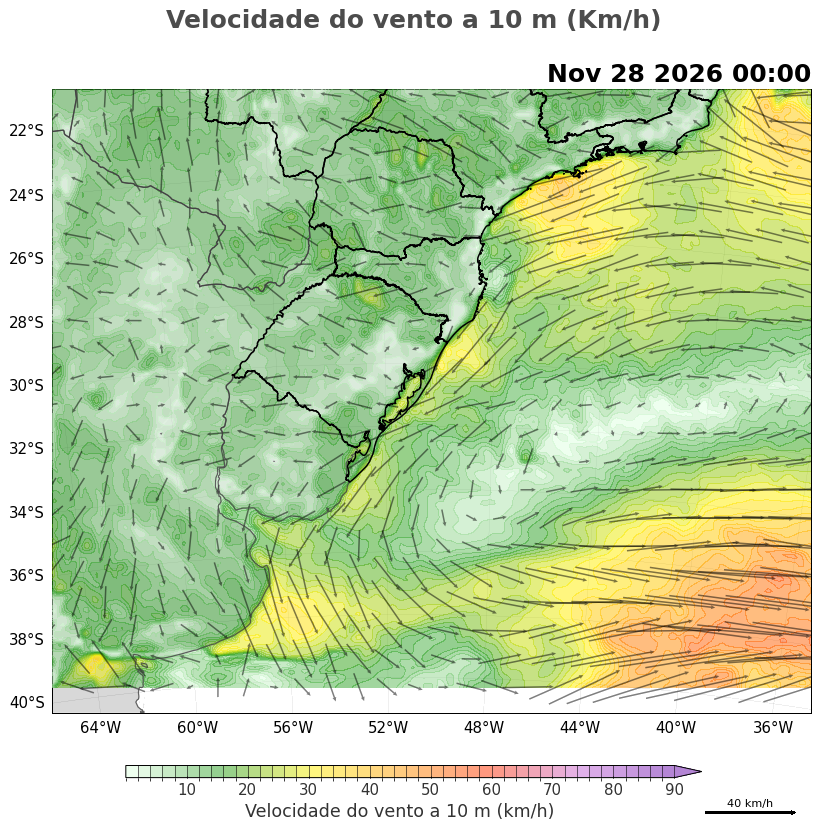 Velocidade do vento a 10 m (Km/h)
Nov 28 2026 00:00
22°S
24°S
26°S
28°S
30°S
32°S
34°S
36°S
38°S
40°S
64°W 60°W 56°W 52°W 48°W 44°W 40°W 36°W
10 20 30 40 50 60 70 80 90
Velocidade do vento a 10 m (km/h)
40 km/h